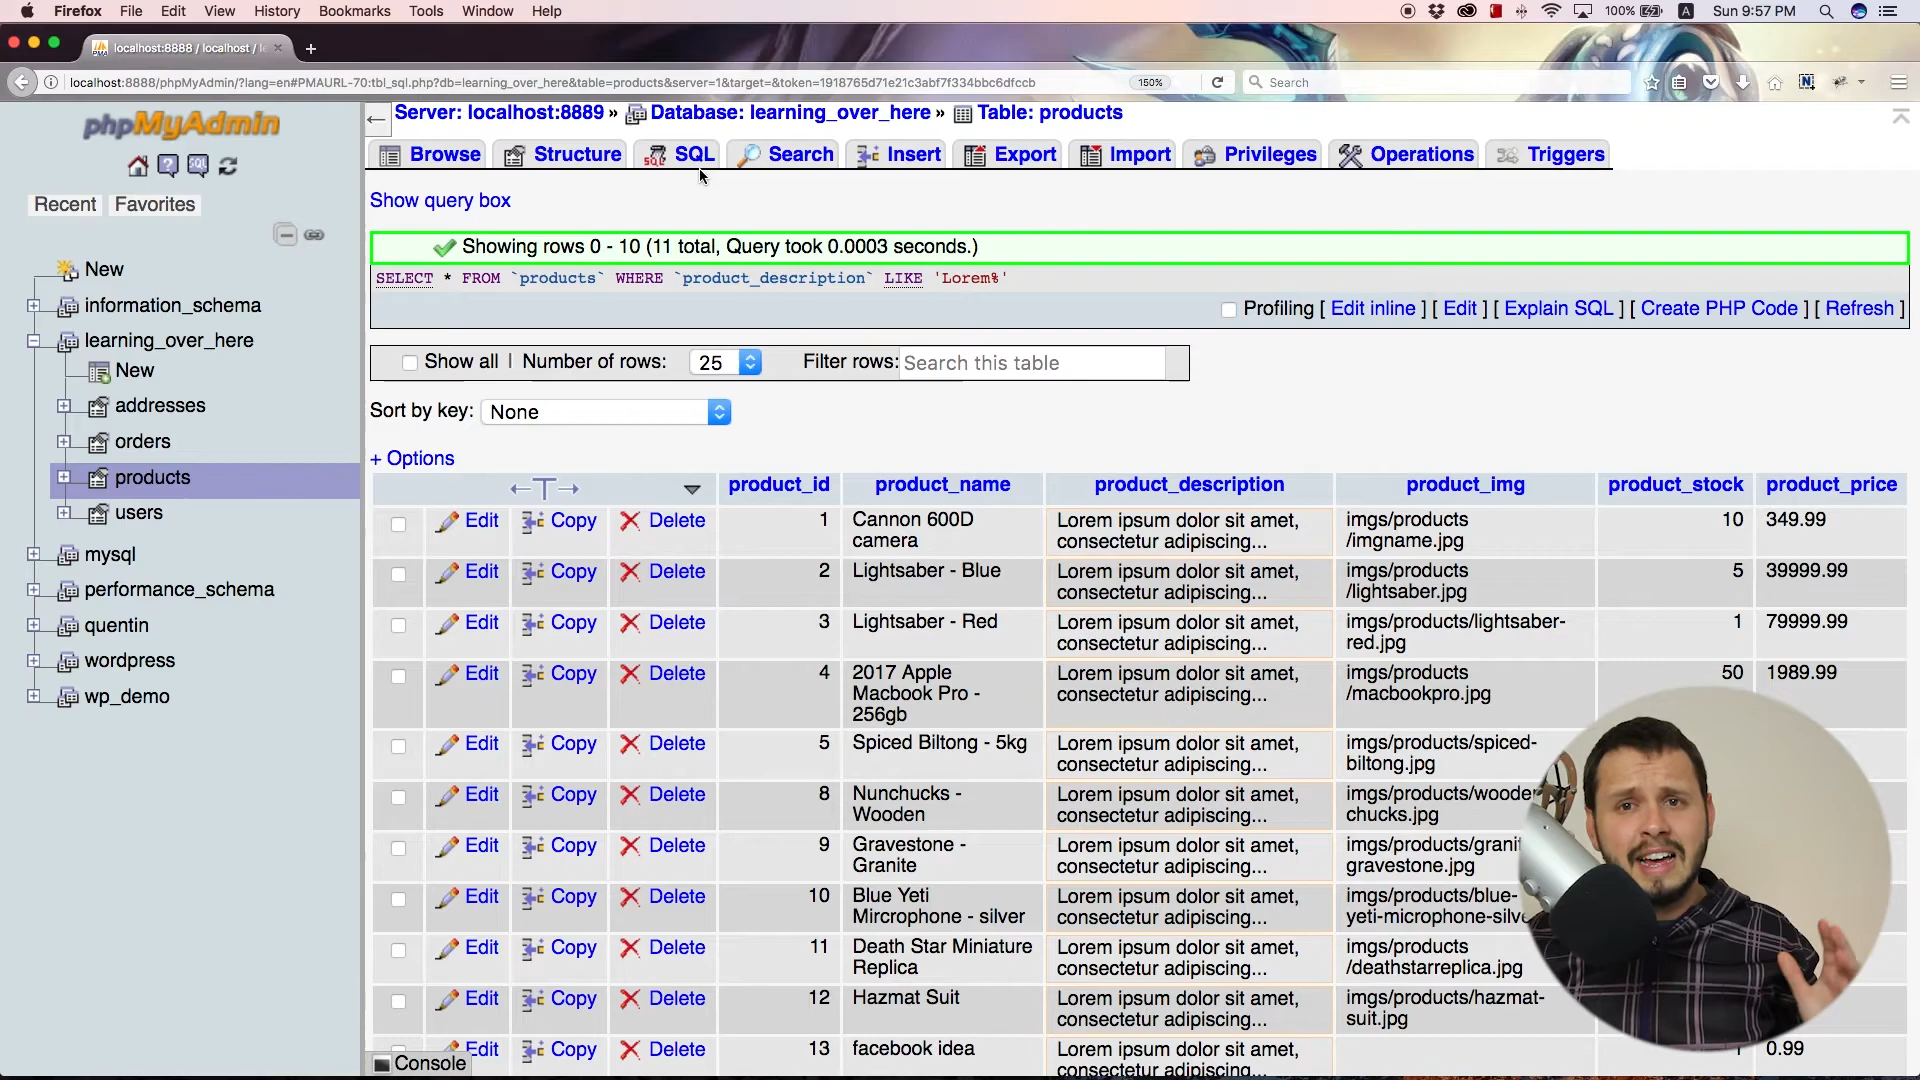 Firefox File Edit View History Bookmarks Tools Window Help 100% A Sun 9:57 PM
localhost:8888 / localhost / le
localhost:8888/phpMyAdmin/?lang=en#PMAURL-70:tbl_sql.php?db=learning_over_here&table=products&server=1&target=&token=1918765d71e21c3abf7f334bbc6dfccb 150% Search
phpMyAdmin
Recent Favorites
New
information_schema
learning_over_here
New
addresses
orders
products
users
mysql
performance_schema
quentin
wordpress
wp_demo
Server: localhost:8889 » Database: learning_over_here » Table: products
Browse Structure SQL Search Insert Export Import Privileges Operations Triggers
Show query box
Showing rows 0 - 10 (11 total, Query took 0.0003 seconds.)
SELECT * FROM `products` WHERE `product_description` LIKE 'Lorem%'
Profiling [ Edit inline ] [ Edit ] [ Explain SQL ] [ Create PHP Code ] [ Refresh ]
Show all | Number of rows: 25 Filter rows: Search this table
Sort by key: None
+ Options
←T→ product_id product_name product_description product_img product_stock product_price
Edit Copy Delete 1 Cannon 600D camera Lorem ipsum dolor sit amet, consectetur adipiscing... imgs/products/imgname.jpg 10 349.99
Edit Copy Delete 2 Lightsaber - Blue Lorem ipsum dolor sit amet, consectetur adipiscing... imgs/products/lightsaber.jpg 5 39999.99
Edit Copy Delete 3 Lightsaber - Red Lorem ipsum dolor sit amet, consectetur adipiscing... imgs/products/lightsaber-red.jpg 1 79999.99
Edit Copy Delete 4 2017 Apple Macbook Pro - 256gb Lorem ipsum dolor sit amet, consectetur adipiscing... imgs/products/macbookpro.jpg 50 1989.99
Edit Copy Delete 5 Spiced Biltong - 5kg Lorem ipsum dolor sit amet, consectetur adipiscing... imgs/products/spiced-biltong.jpg
Edit Copy Delete 8 Nunchucks - Wooden Lorem ipsum dolor sit amet, consectetur adipiscing... imgs/products/wooden chucks.jpg
Edit Copy Delete 9 Gravestone - Granite Lorem ipsum dolor sit amet, consectetur adipiscing... imgs/products/granit gravestone.jpg
Edit Copy Delete 10 Blue Yeti Mircrophone - silver Lorem ipsum dolor sit amet, consectetur adipiscing... imgs/products/blue-yeti-microphone-silve
Edit Copy Delete 11 Death Star Miniature Replica Lorem ipsum dolor sit amet, consectetur adipiscing... imgs/products/deathstarreplica.jpg
Edit Copy Delete 12 Hazmat Suit Lorem ipsum dolor sit amet, consectetur adipiscing... imgs/products/hazmat-suit.jpg
Edit Copy Delete 13 facebook idea Lorem ipsum dolor sit amet, consectetur adipiscing... 1 0.99
Console